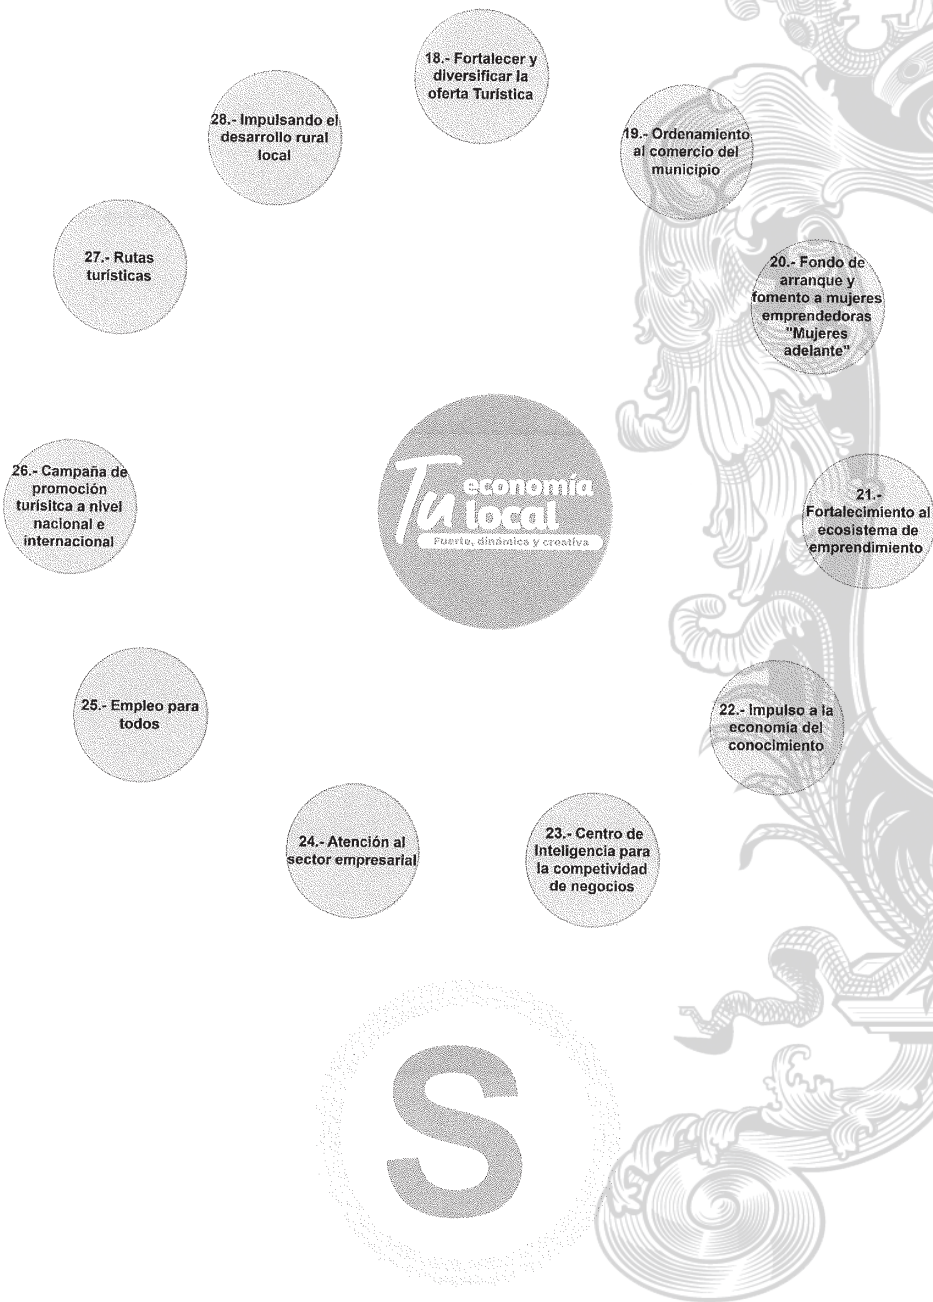 18.- Fortalecer y
diversificar la
oferta Turística
19.- Ordenamiento
al comercio del
municipio
20.- Fondo de
arranque y
fomento a mujeres
emprendedoras
"Mujeres
adelante"
21.-
Fortalecimiento al
ecosistema de
emprendimiento
22.- Impulso a la
economía del
conocimiento
23.- Centro de
Inteligencia para
la competividad
de negocios
24.- Atención al
sector empresarial
25.- Empleo para
todos
26.- Campaña de
promoción
turísitca a nivel
nacional e
internacional
27.- Rutas
turísticas
28.- Impulsando el
desarrollo rural
local
Tu economía
local
Fuerte, dinámica y creativa
S